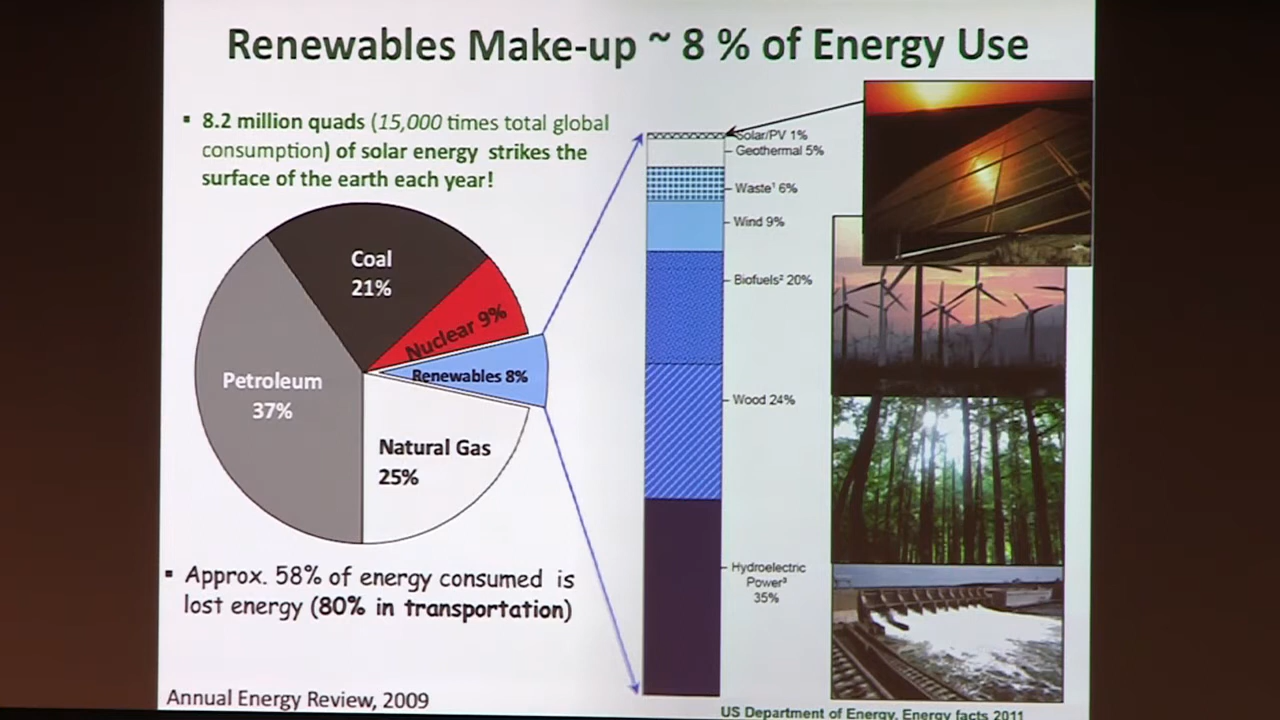 Renewables Make-up ~ 8 % of Energy Use
▪ 8.2 million quads (15,000 times total global
consumption) of solar energy strikes the
surface of the earth each year!
Coal
21%
Nuclear 9%
Renewables 8%
Petroleum
37%
Natural Gas
25%
Solar/PV 1%
Geothermal 5%
Waste¹ 6%
Wind 9%
Biofuels² 20%
Wood 24%
Hydroelectric
Power³
35%
▪ Approx. 58% of energy consumed is
lost energy (80% in transportation)
Annual Energy Review, 2009
US Department of Energy, Energy facts 2011